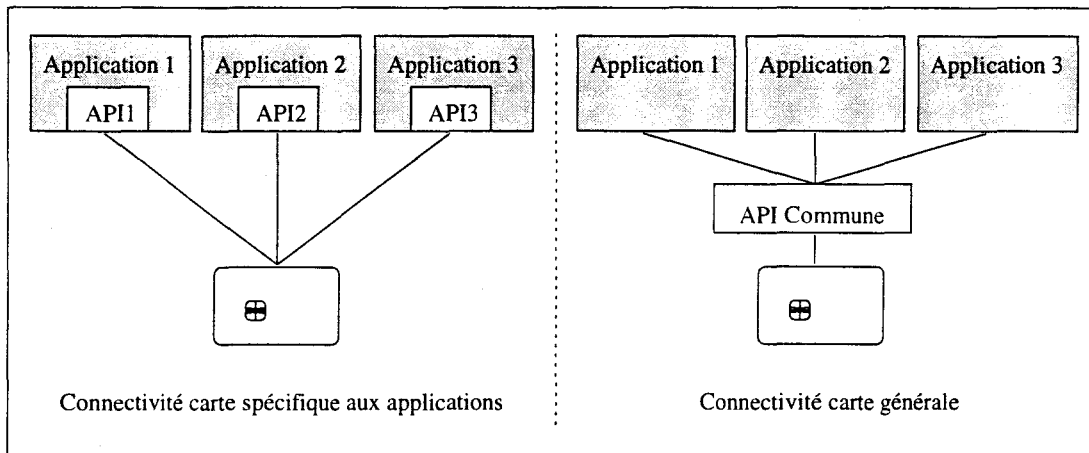 Application 1 Application 2 Application 3
API1 API2 API3
Connectivité carte spécifique aux applications
Application 1 Application 2 Application 3
API Commune
Connectivité carte générale